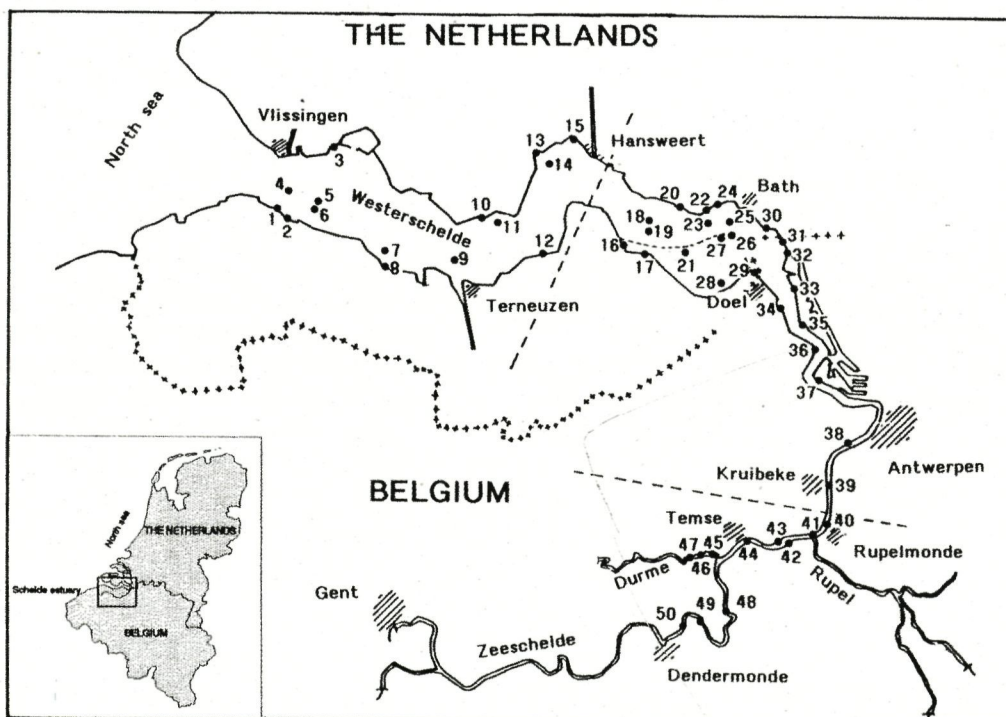 THE NETHERLANDS
North sea
Vlissingen
Hansweert
Bath
Westerschelde
Terneuzen
Doel
Antwerpen
Kruibeke
BELGIUM
Temse
Rupelmonde
Rupel
Durme
Gent
Zeeschelde
Dendermonde
1
2
3
4
5
6
7
8
9
10
11
12
13
14
15
16
17
18
19
20
21
22
23
24
25
26
27
28
29
30
31
32
33
34
35
36
37
38
39
40
41
42
43
44
45
46
47
48
49
50
North sea
THE NETHERLANDS
Schelde estuary
BELGIUM